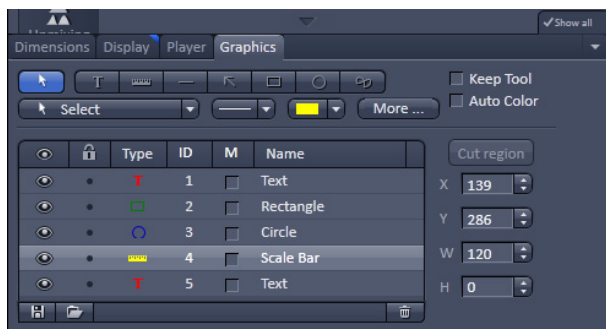 ✓Show all
Dimensions Display Player Graphics
T
Keep Tool
Select More ...
Auto Color
Type ID M Name
Cut region
T 1 Text
X 139
2 Rectangle
Y 286
3 Circle
4 Scale Bar
W 120
T 5 Text
H 0